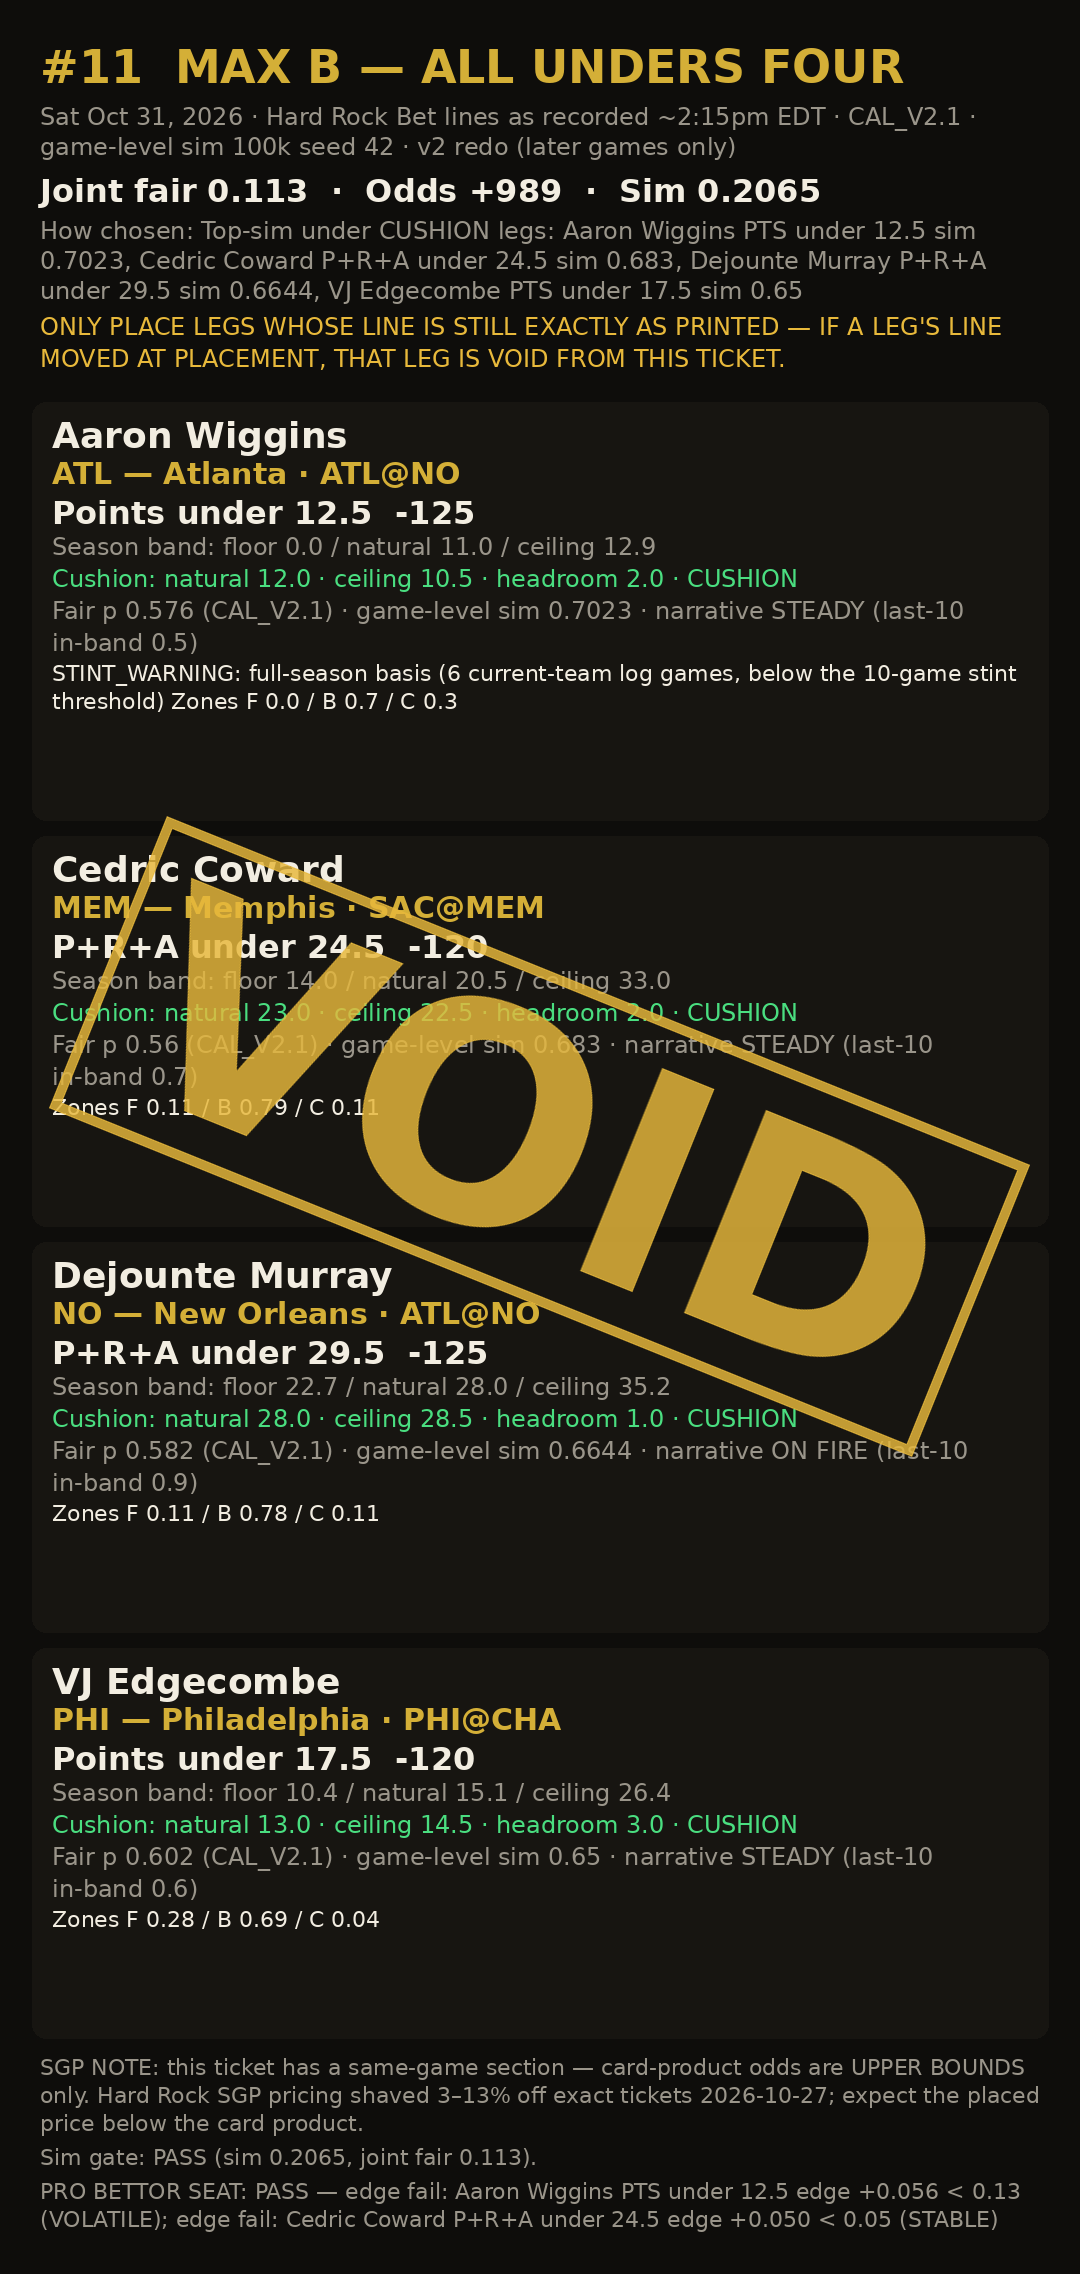 #11  MAX B — ALL UNDERS FOUR
Sat Oct 31, 2026 · Hard Rock Bet lines as recorded ~2:15pm EDT · CAL_V2.1 ·
game-level sim 100k seed 42 · v2 redo (later games only)
Joint fair 0.113  ·  Odds +989  ·  Sim 0.2065
How chosen: Top-sim under CUSHION legs: Aaron Wiggins PTS under 12.5 sim
0.7023, Cedric Coward P+R+A under 24.5 sim 0.683, Dejounte Murray P+R+A
under 29.5 sim 0.6644, VJ Edgecombe PTS under 17.5 sim 0.65
ONLY PLACE LEGS WHOSE LINE IS STILL EXACTLY AS PRINTED — IF A LEG'S LINE
MOVED AT PLACEMENT, THAT LEG IS VOID FROM THIS TICKET.
Aaron Wiggins
ATL — Atlanta · ATL@NO
Points under 12.5  -125
Season band: floor 0.0 / natural 11.0 / ceiling 12.9
Cushion: natural 12.0 · ceiling 10.5 · headroom 2.0 · CUSHION
Fair p 0.576 (CAL_V2.1) · game-level sim 0.7023 · narrative STEADY (last-10
in-band 0.5)
STINT_WARNING: full-season basis (6 current-team log games, below the 10-game stint
threshold) Zones F 0.0 / B 0.7 / C 0.3
Cedric Coward
MEM — Memphis · SAC@MEM
P+R+A under 24.5  -120
Season band: floor 14.0 / natural 20.5 / ceiling 33.0
Cushion: natural 23.0 · ceiling 22.5 · headroom 2.0 · CUSHION
Fair p 0.56 (CAL_V2.1) · game-level sim 0.683 · narrative STEADY (last-10
in-band 0.7)
Zones F 0.11 / B 0.79 / C 0.11
VOID
Dejounte Murray
NO — New Orleans · ATL@NO
P+R+A under 29.5  -125
Season band: floor 22.7 / natural 28.0 / ceiling 35.2
Cushion: natural 28.0 · ceiling 28.5 · headroom 1.0 · CUSHION
Fair p 0.582 (CAL_V2.1) · game-level sim 0.6644 · narrative ON FIRE (last-10
in-band 0.9)
Zones F 0.11 / B 0.78 / C 0.11
VJ Edgecombe
PHI — Philadelphia · PHI@CHA
Points under 17.5  -120
Season band: floor 10.4 / natural 15.1 / ceiling 26.4
Cushion: natural 13.0 · ceiling 14.5 · headroom 3.0 · CUSHION
Fair p 0.602 (CAL_V2.1) · game-level sim 0.65 · narrative STEADY (last-10
in-band 0.6)
Zones F 0.28 / B 0.69 / C 0.04
SGP NOTE: this ticket has a same-game section — card-product odds are UPPER BOUNDS
only. Hard Rock SGP pricing shaved 3–13% off exact tickets 2026-10-27; expect the placed
price below the card product.
Sim gate: PASS (sim 0.2065, joint fair 0.113).
PRO BETTOR SEAT: PASS — edge fail: Aaron Wiggins PTS under 12.5 edge +0.056 < 0.13
(VOLATILE); edge fail: Cedric Coward P+R+A under 24.5 edge +0.050 < 0.05 (STABLE)